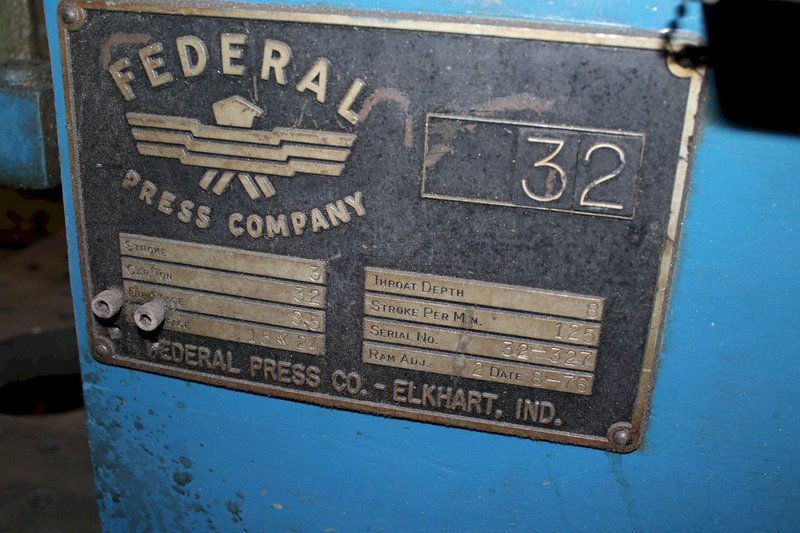 FEDERAL
PRESS COMPANY
32
STROKE 3
CAP. TON 32
9.5
15 X 24
THROAT DEPTH 8
STROKE PER MIN. 125
SERIAL NO. 32-327
RAM ADJ. 2 DATE 8-76
FEDERAL PRESS CO. - ELKHART, IND.